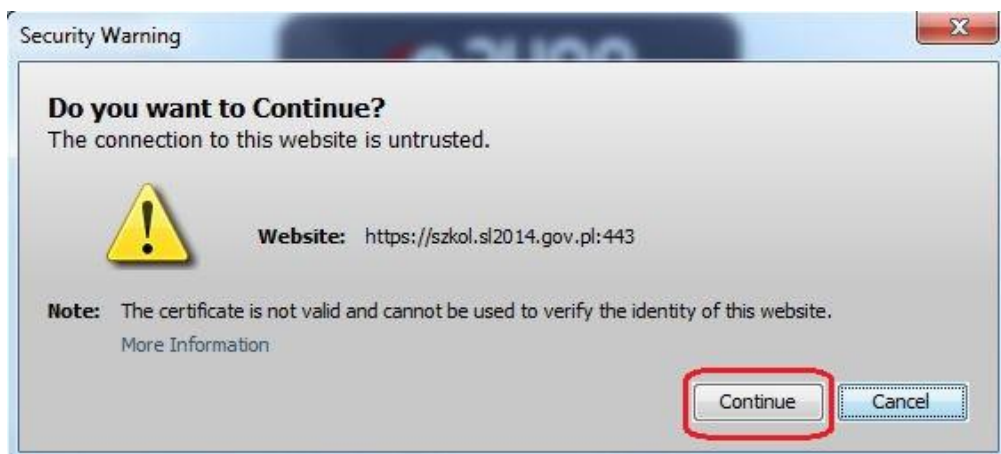 Security Warning
Do you want to Continue?
The connection to this website is untrusted.
Website: https://szkol.sl2014.gov.pl:443
Note: The certificate is not valid and cannot be used to verify the identity of this website.
More Information
Continue Cancel